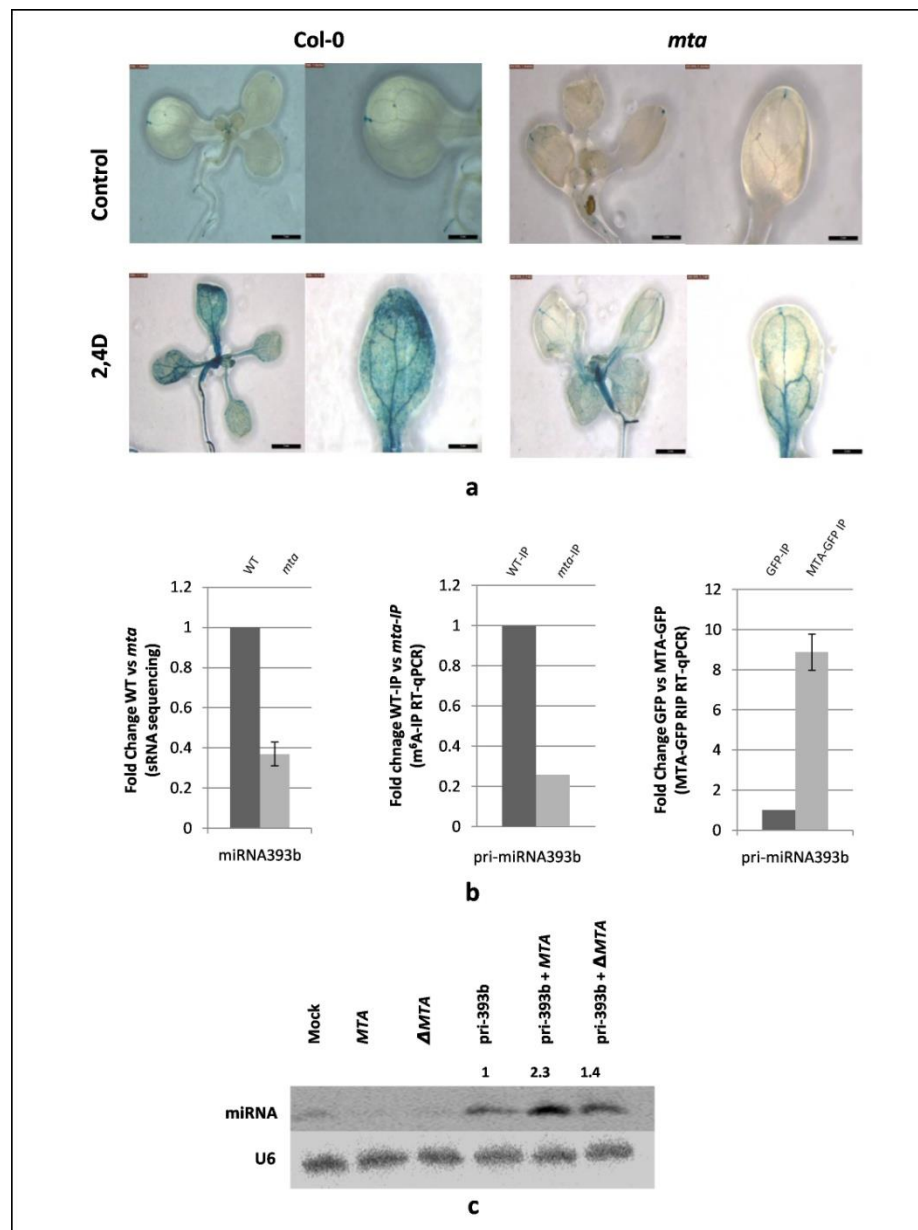 Col-0 mta
Control
2,4D
a
WT mta
Fold Change WT vs mta
(sRNA sequencing)
1.2
1
0.8
0.6
0.4
0.2
0
miRNA393b
WT-IP mta-IP
Fold chnage WT-IP vs mta-IP
(m⁶A-IP RT-qPCR)
1.2
1
0.8
0.6
0.4
0.2
0
pri-miRNA393b
GFP-IP MTA-GFP IP
Fold Change GFP vs MTA-GFP
(MTA-GFP RIP RT-qPCR)
12
10
8
6
4
2
0
pri-miRNA393b
b
Mock MTA ΔMTA pri-393b pri-393b + MTA pri-393b + ΔMTA
1 2.3 1.4
miRNA
U6
c